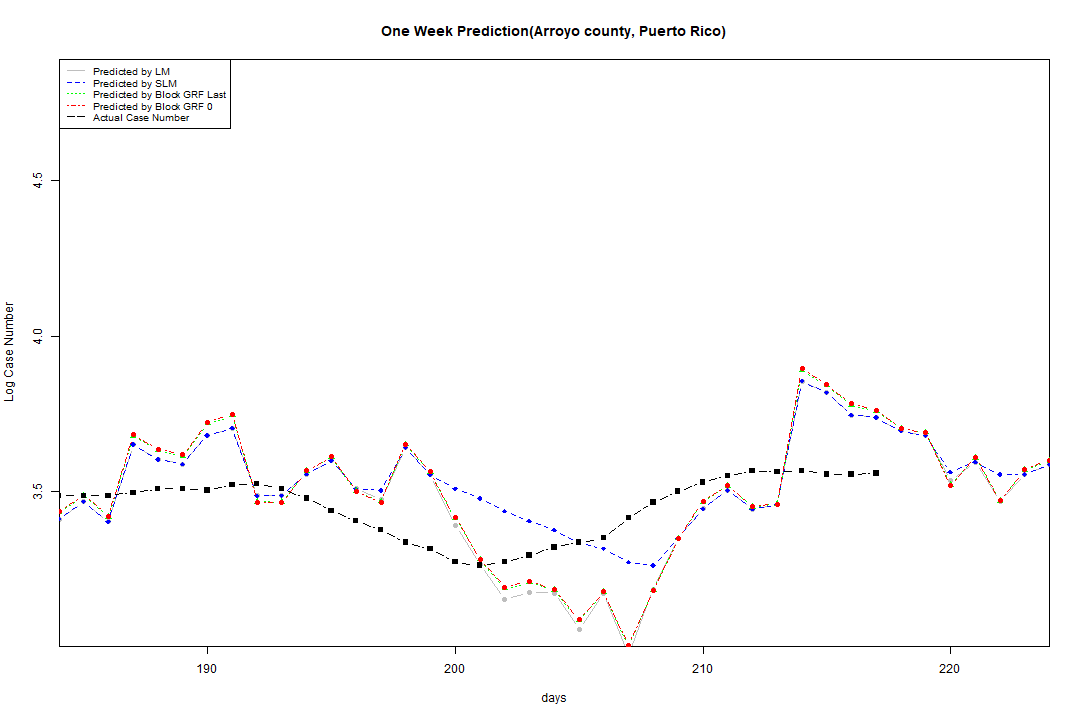 One Week Prediction(Arroyo county, Puerto Rico)
Predicted by LM
Predicted by SLM
Predicted by Block GRF Last
Predicted by Block GRF 0
Actual Case Number
4.5
4.0
3.5
Log Case Number
190 200 210 220
days